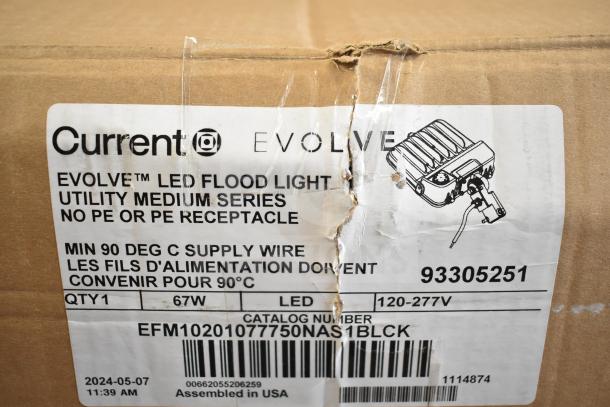 Current EVOLVE
EVOLVE™ LED FLOOD LIGHT
UTILITY MEDIUM SERIES
NO PE OR PE RECEPTACLE
MIN 90 DEG C SUPPLY WIRE
LES FILS D'ALIMENTATION DOIVENT
CONVENIR POUR 90°C
93305251
QTY1 67W LED 120-277V
CATALOG NUMBER
EFM10201077750NAS1BLCK
2024-05-07
11:39 AM
00662055206259
Assembled in USA
1114874